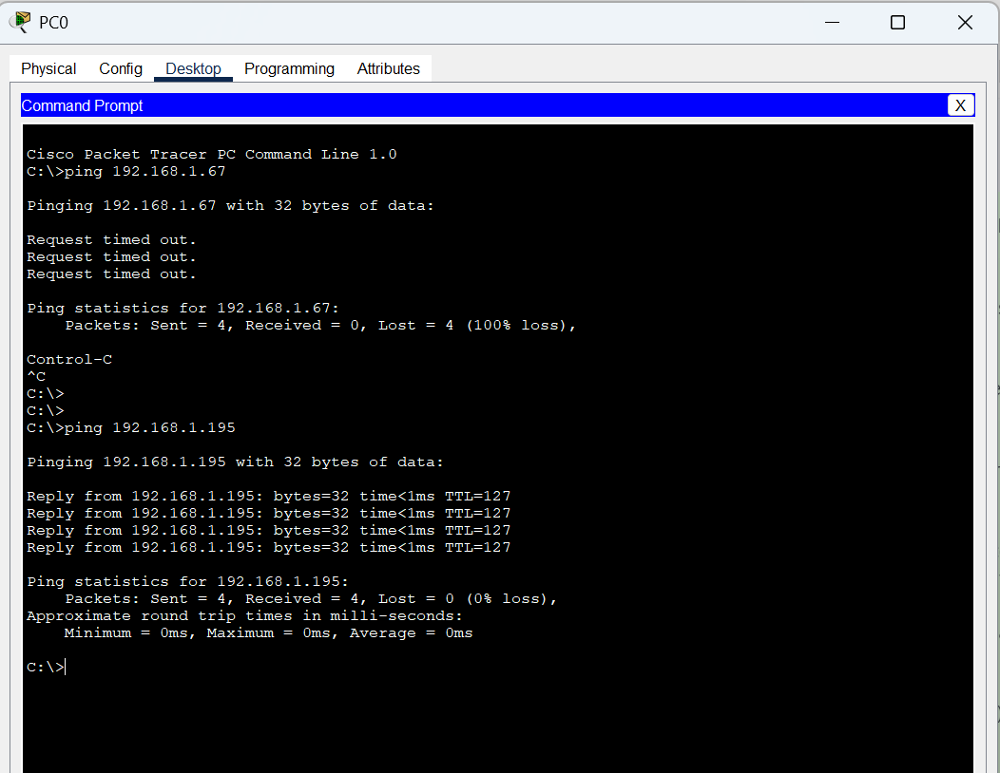 PC0
Physical Config Desktop Programming Attributes
Command Prompt X
Cisco Packet Tracer PC Command Line 1.0
C:\>ping 192.168.1.67
Pinging 192.168.1.67 with 32 bytes of data:
Request timed out.
Request timed out.
Request timed out.
Ping statistics for 192.168.1.67:
    Packets: Sent = 4, Received = 0, Lost = 4 (100% loss),
Control-C
^C
C:\>
C:\>
C:\>ping 192.168.1.195
Pinging 192.168.1.195 with 32 bytes of data:
Reply from 192.168.1.195: bytes=32 time<1ms TTL=127
Reply from 192.168.1.195: bytes=32 time<1ms TTL=127
Reply from 192.168.1.195: bytes=32 time<1ms TTL=127
Reply from 192.168.1.195: bytes=32 time<1ms TTL=127
Ping statistics for 192.168.1.195:
    Packets: Sent = 4, Received = 4, Lost = 0 (0% loss),
Approximate round trip times in milli-seconds:
    Minimum = 0ms, Maximum = 0ms, Average = 0ms
C:\>